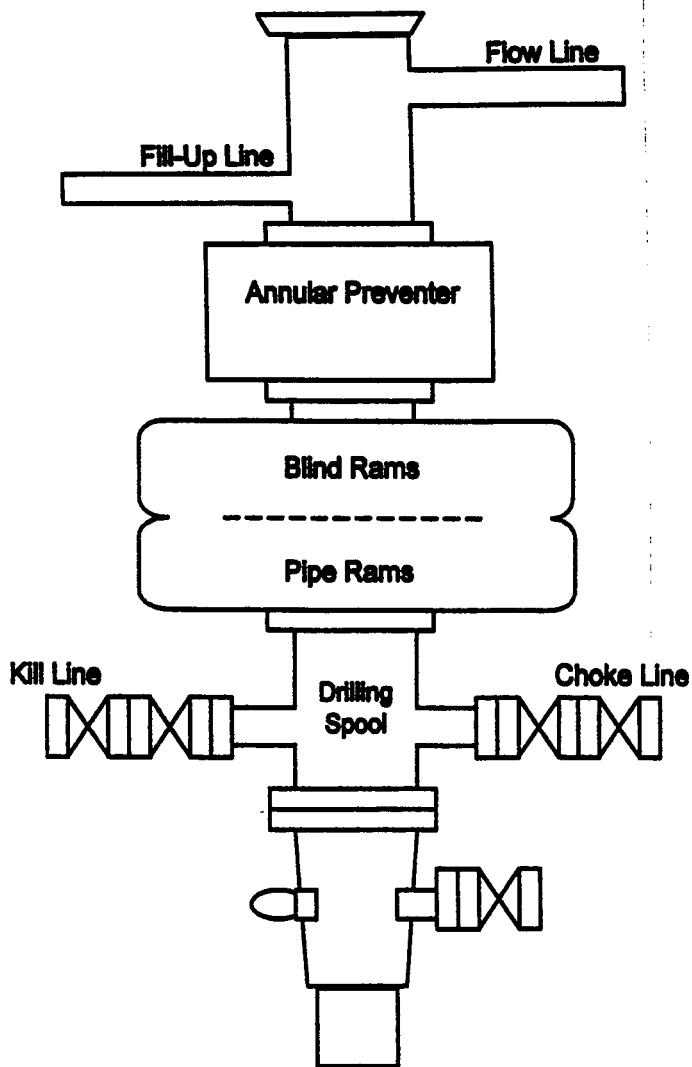 Flow Line
Fill-Up Line
Annular Preventer
Blind Rams
Pipe Rams
Kill Line
Choke Line
Drilling
Spool